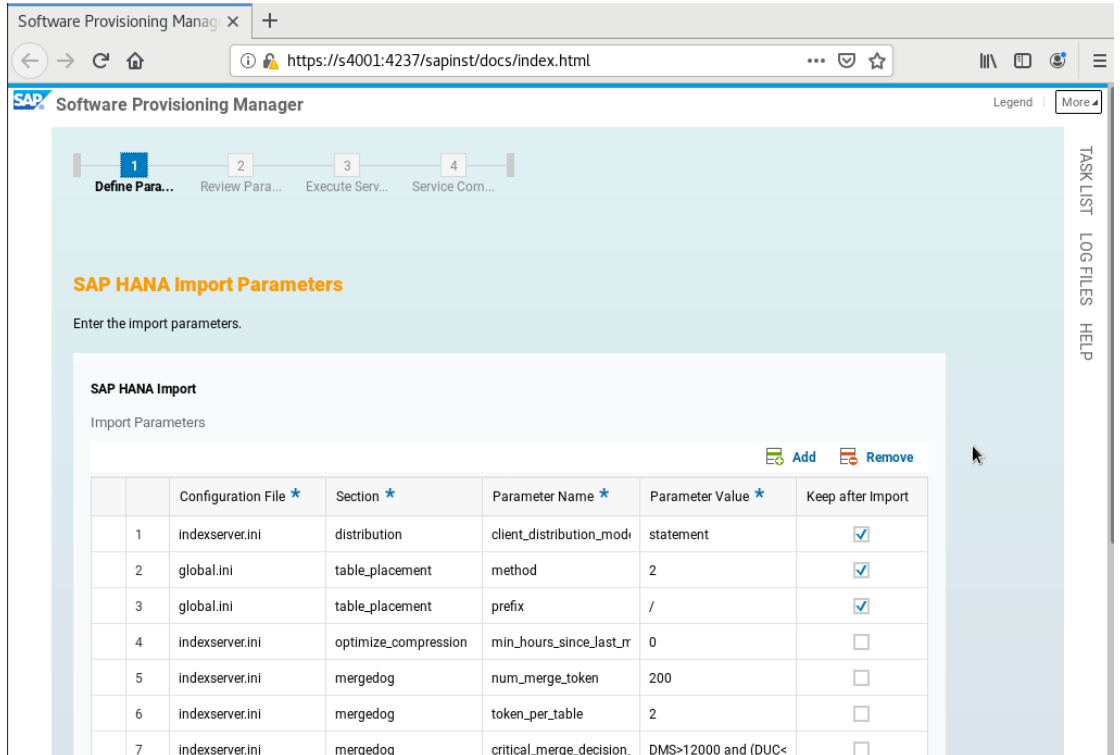 Software Provisioning Manag
https://s4001:4237/sapinst/docs/index.html
SAP Software Provisioning Manager
Legend
More
1
2
3
4
Define Para...
Review Para...
Execute Serv...
Service Com...
TASK LIST
LOG FILES
HELP
SAP HANA Import Parameters
Enter the import parameters.
SAP HANA Import
Import Parameters
Add Remove
Configuration File * Section * Parameter Name * Parameter Value * Keep after Import
1 indexserver.ini distribution client_distribution_mode statement
2 global.ini table_placement method 2
3 global.ini table_placement prefix /
4 indexserver.ini optimize_compression min_hours_since_last_m 0
5 indexserver.ini mergedog num_merge_token 200
6 indexserver.ini mergedog token_per_table 2
7 indexserver.ini mergedog critical_merge_decision_ DMS>12000 and (DUC<